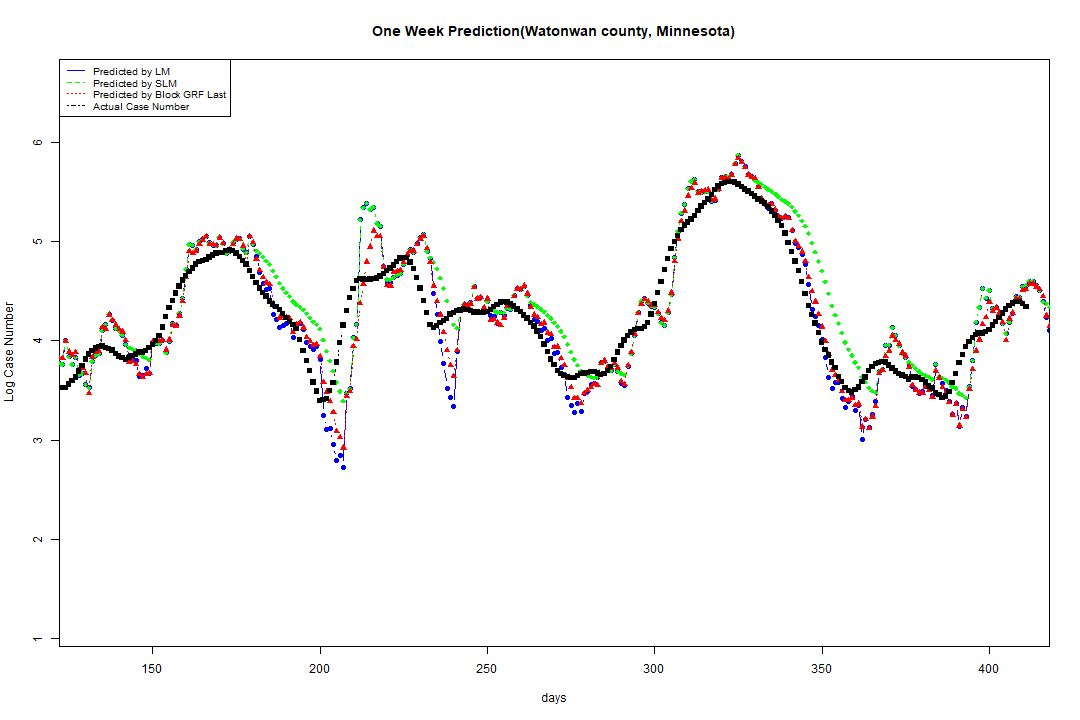 One Week Prediction(Watonwan county, Minnesota)
Predicted by LM
Predicted by SLM
Predicted by Block GRF Last
Actual Case Number
Log Case Number
6
5
4
3
2
1
150 200 250 300 350 400
days